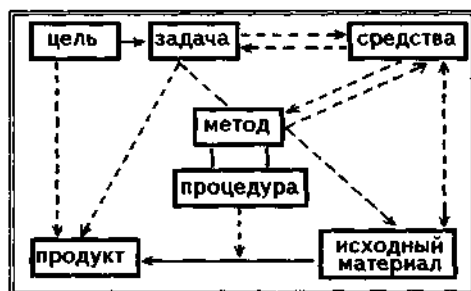 цель
задача
средства
метод
процедура
продукт
исходный
материал